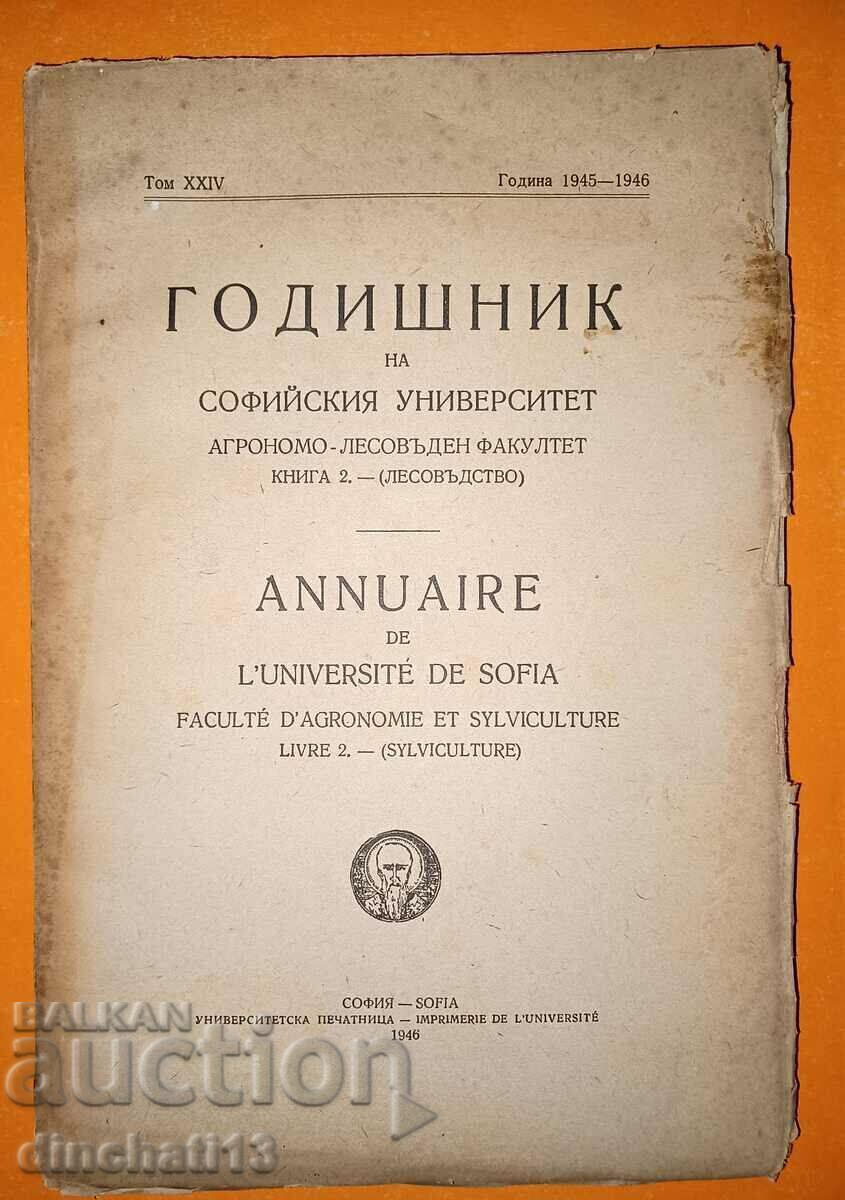 Том XXIV Година 1945—1946
ГОДИШНИК
НА
СОФИЙСКИЯ УНИВЕРСИТЕТ
АГРОНОМО-ЛЕСОВЪДЕН ФАКУЛТЕТ
КНИГА 2. — (ЛЕСОВЪДСТВО)
ANNUAIRE
DE
L'UNIVERSITÉ DE SOFIA
FACULTÉ D'AGRONOMIE ET SYLVICULTURE
LIVRE 2. — (SYLVICULTURE)
СОФИЯ — SOFIA
УНИВЕРСИТЕТСКА ПЕЧАТНИЦА — IMPRIMERIE DE L'UNIVERSITÉ
1946
BALKAN
auction
dinchati13